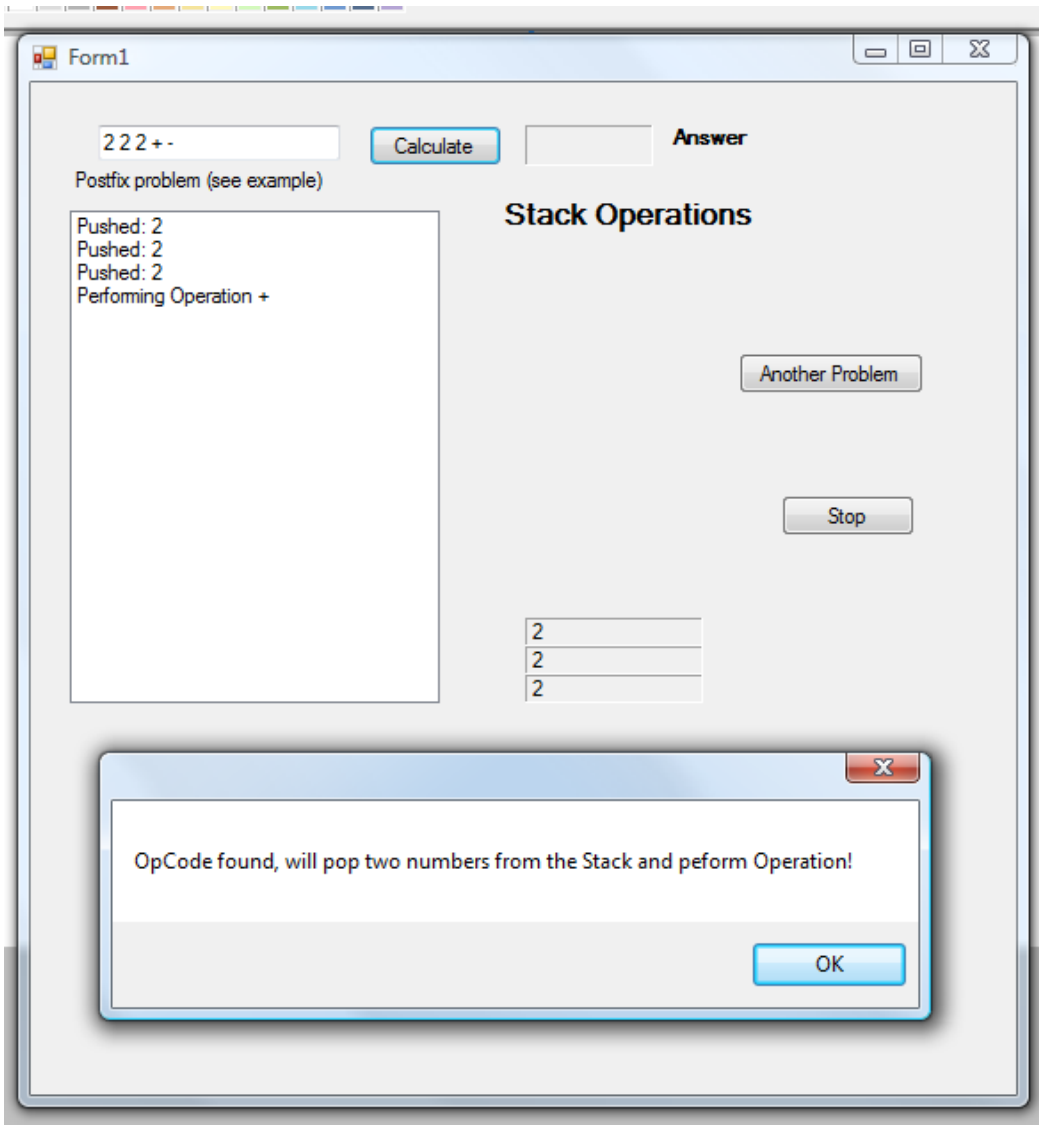 Form1
2 2 2 + -
Calculate
Answer
Postfix problem (see example)
Stack Operations
Pushed: 2
Pushed: 2
Pushed: 2
Performing Operation +
Another Problem
Stop
2
2
2
OpCode found, will pop two numbers from the Stack and peform Operation!
OK